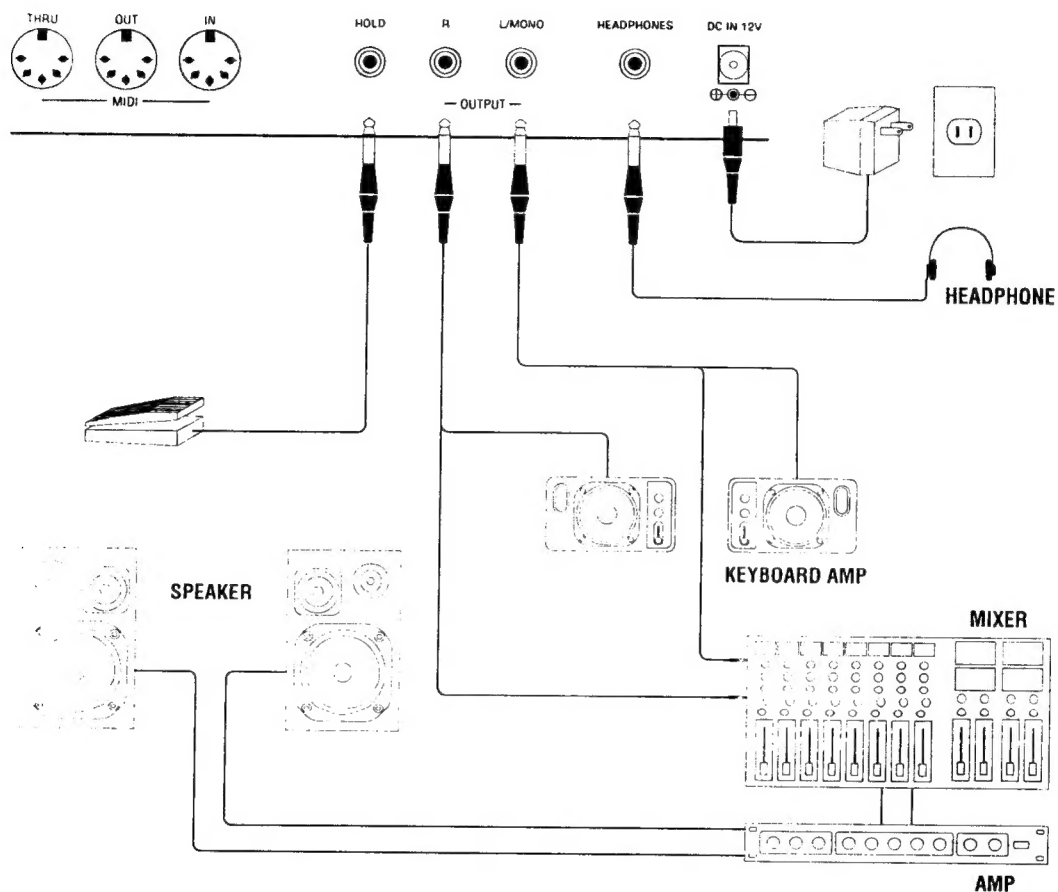 THRU OUT IN HOLD R L/MONO HEADPHONES DC IN 12V
MIDI OUTPUT
HEADPHONE
KEYBOARD AMP
SPEAKER
MIXER
AMP